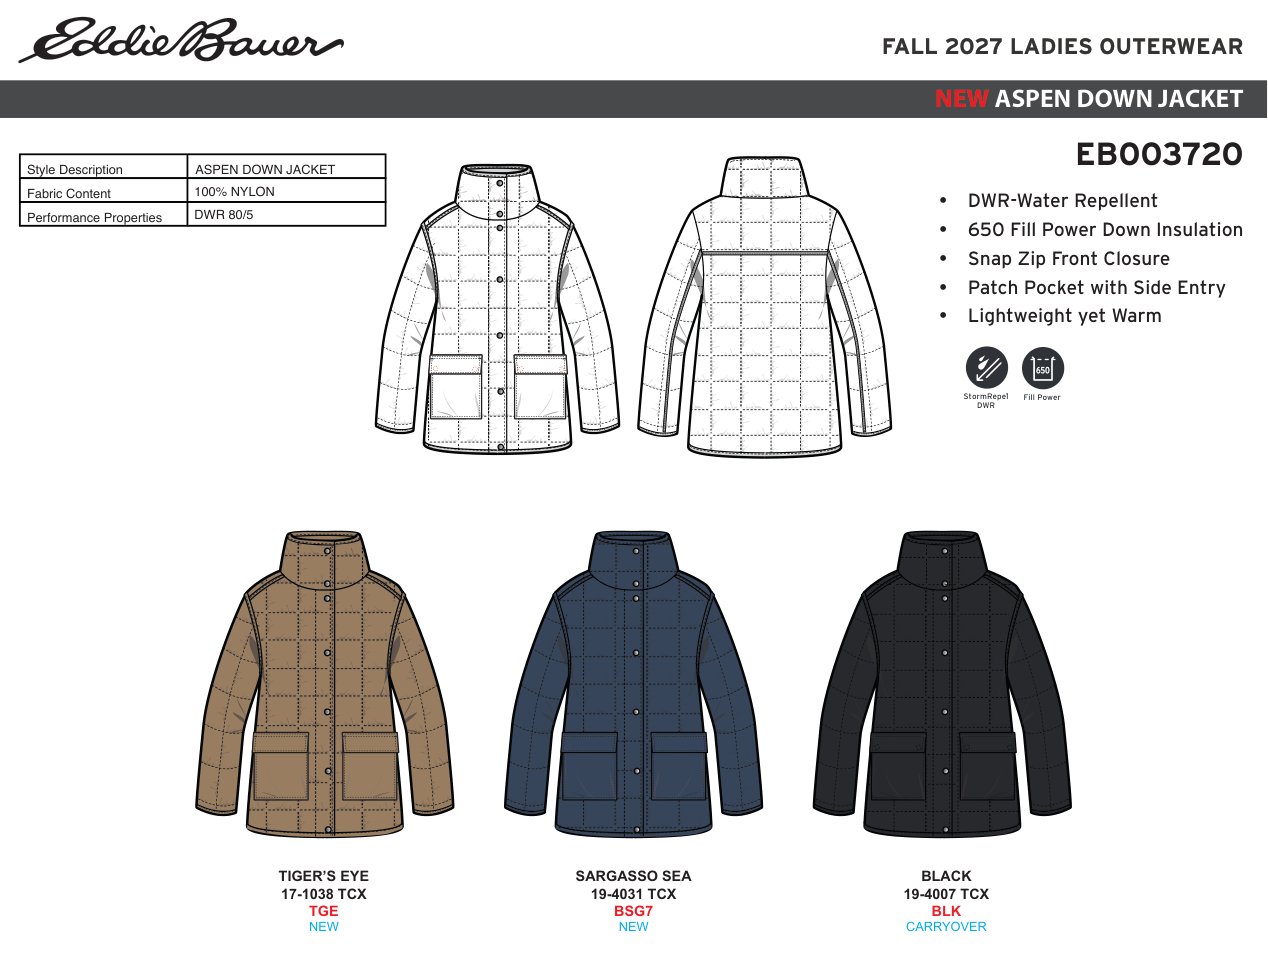 Eddie Bauer
FALL 2027 LADIES OUTERWEAR
NEW ASPEN DOWN JACKET
Style Description ASPEN DOWN JACKET
Fabric Content 100% NYLON
Performance Properties DWR 80/5
EB003720
• DWR-Water Repellent
• 650 Fill Power Down Insulation
• Snap Zip Front Closure
• Patch Pocket with Side Entry
• Lightweight yet Warm
650
StormRepel
DWR
Fill Power
TIGER'S EYE
17-1038 TCX
TGE
NEW
SARGASSO SEA
19-4031 TCX
BSG7
NEW
BLACK
19-4007 TCX
BLK
CARRYOVER